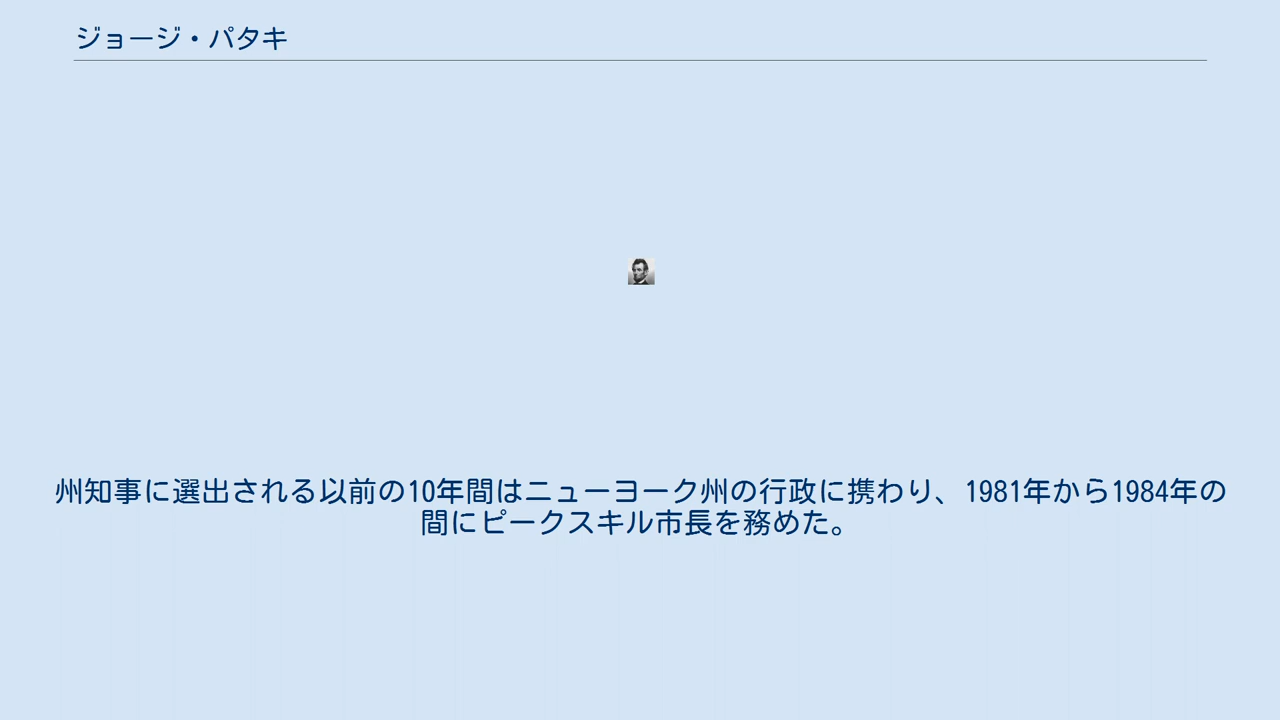 ジョージ・パタキ
州知事に選出される以前の10年間はニューヨーク州の行政に携わり、1981年から1984年の
間にピークスキル市長を務めた。